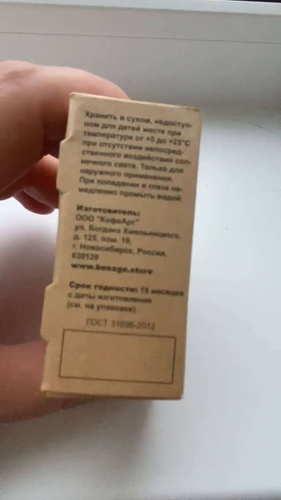 Хранить в сухом, недоступ-
ном для детей месте при
температуре от +5 до +25°С
при отсутствии непосред-
ственного воздействия сол-
нечного света. Только для
наружного применения.
При попадании в глаза не-
медленно промыть водой.
Изготовитель:
ООО "КофеАрт"
ул. Богдана Хмельницкого,
д. 125, пом. 19,
г. Новосибирск, Россия,
630129
www.besage.store
Срок годности: 18 месяцев
с даты изготовления
(см. на упаковке).
ГОСТ 31696-2012